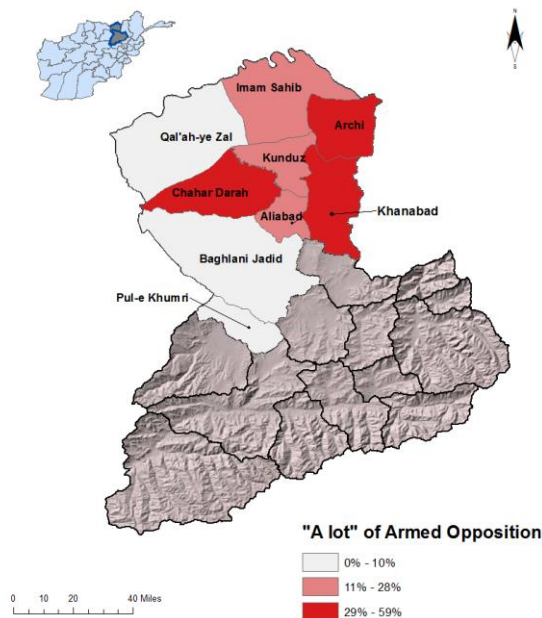 N
S
Imam Sahib
Archi
Qal'ah-ye Zal
Kunduz
Chahar Darah
Aliabad
Khanabad
Baghlani Jadid
Pul-e Khumri
"A lot" of Armed Opposition
0% - 10%
11% - 28%
29% - 59%
0 10 20 40 Miles